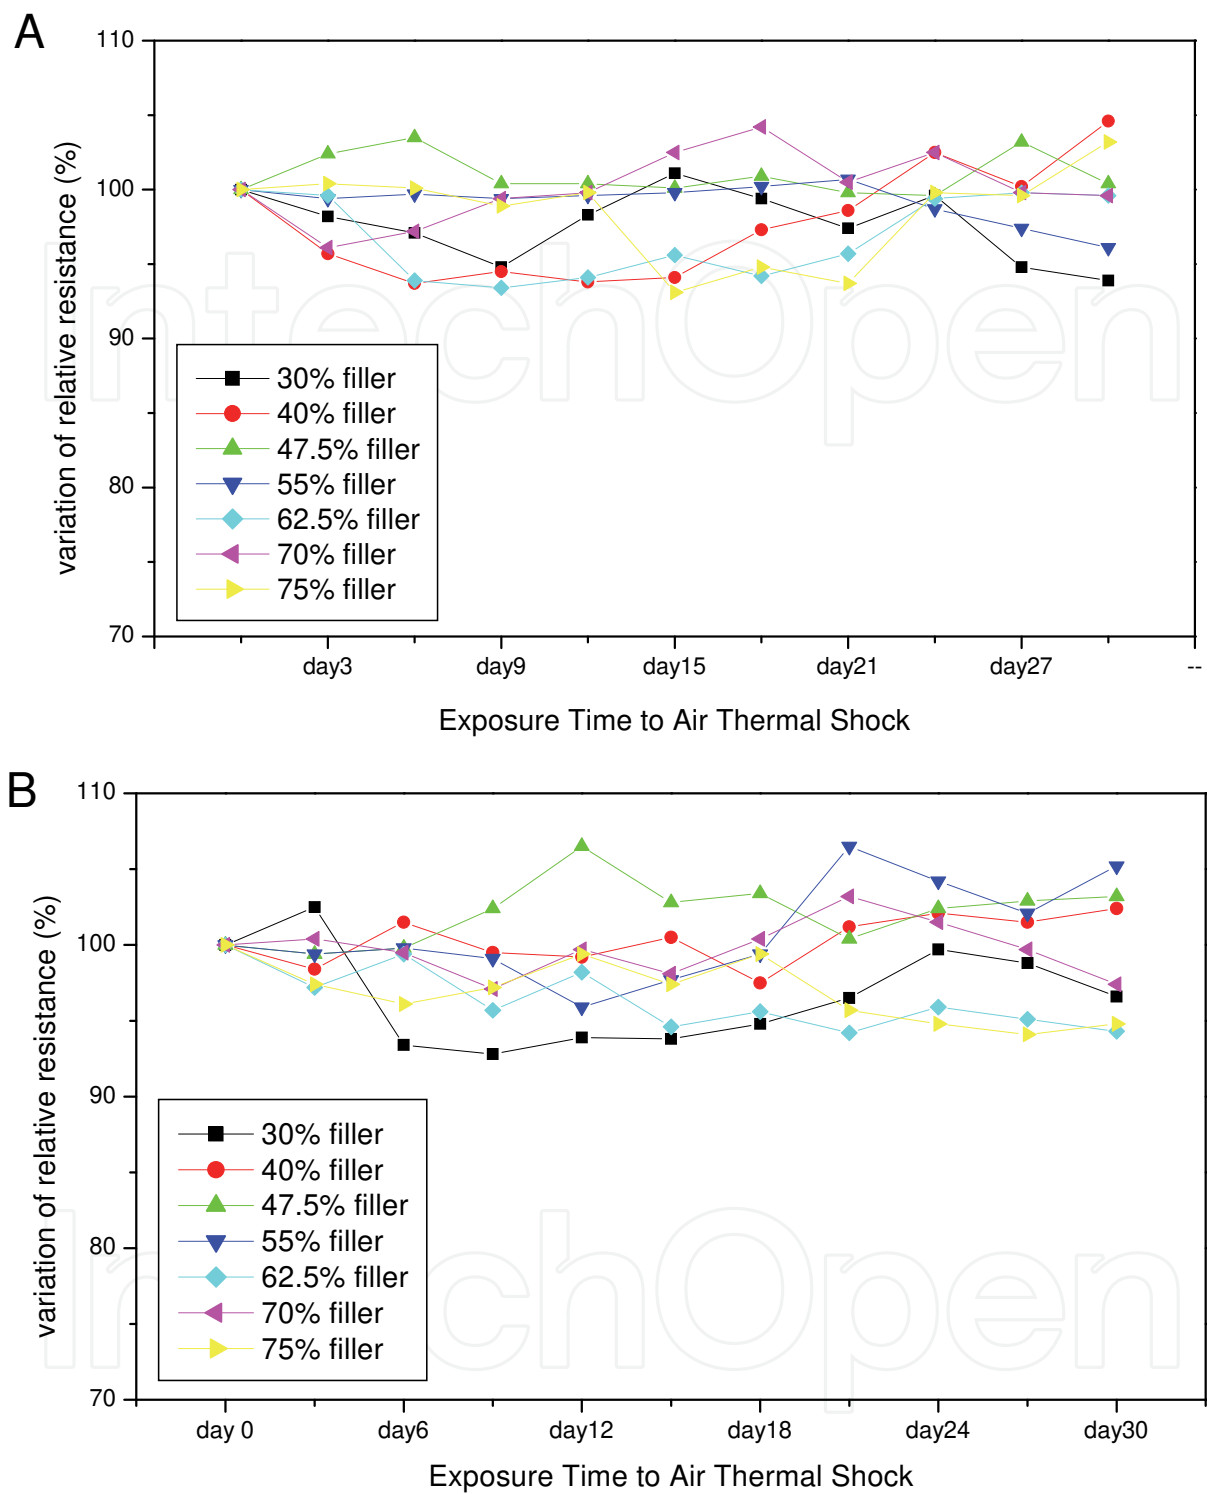 A
110
100
90
80
70
variation of relative resistance (%)
30% filler
40% filler
47.5% filler
55% filler
62.5% filler
70% filler
75% filler
day3 day9 day15 day21 day27 --
Exposure Time to Air Thermal Shock
IntechOpen
B
110
100
90
80
70
variation of relative resistance (%)
30% filler
40% filler
47.5% filler
55% filler
62.5% filler
70% filler
75% filler
day 0 day6 day12 day18 day24 day30
Exposure Time to Air Thermal Shock
IntechOpen